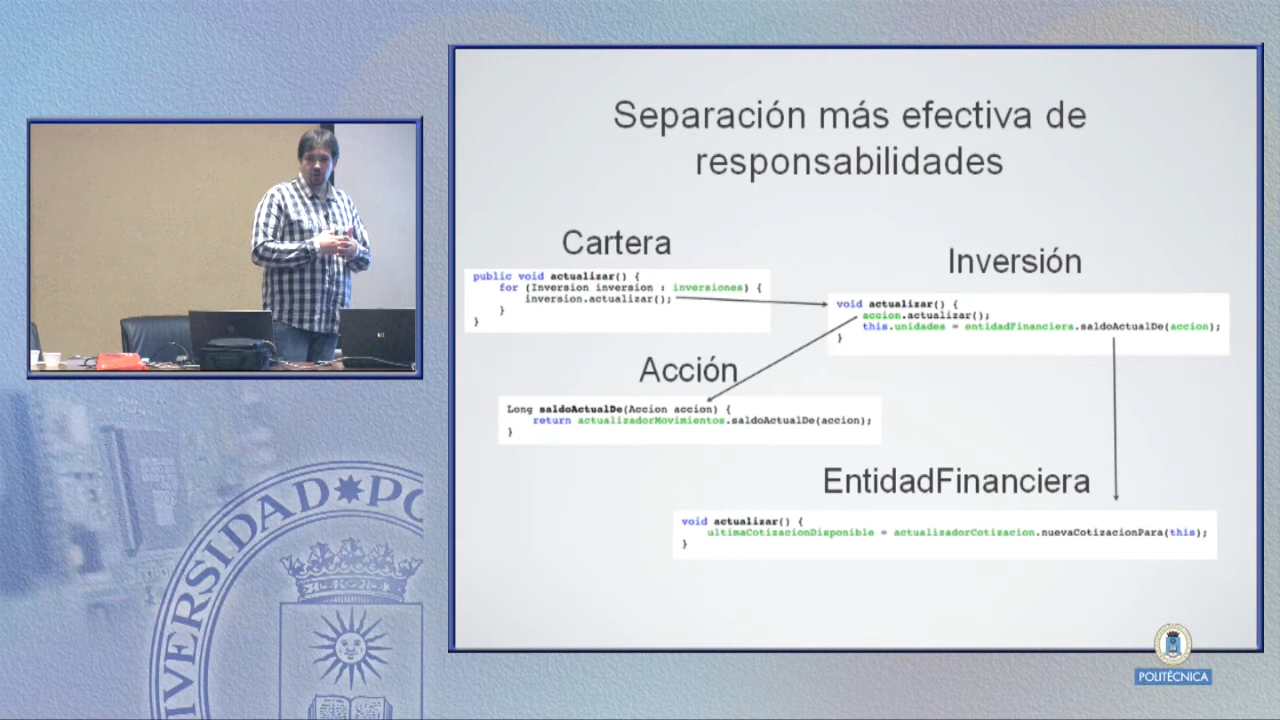 Separación más efectiva de
responsabilidades
Cartera
public void actualizar() {
for (Inversion inversion : inversiones) {
inversion.actualizar();
}
}
Inversión
void actualizar() {
accion.actualizar();
this.unidades = entidadFinanciera.saldoActualDe(accion);
}
Acción
Long saldoActualDe(Accion accion) {
return actualizadorMovimientos.saldoActualDe(accion);
}
EntidadFinanciera
void actualizar() {
ultimaCotizacionDisponible = actualizadorCotizacion.nuevaCotizacionPara(this);
}
IVERSIDAD PO
POLITÉCNICA